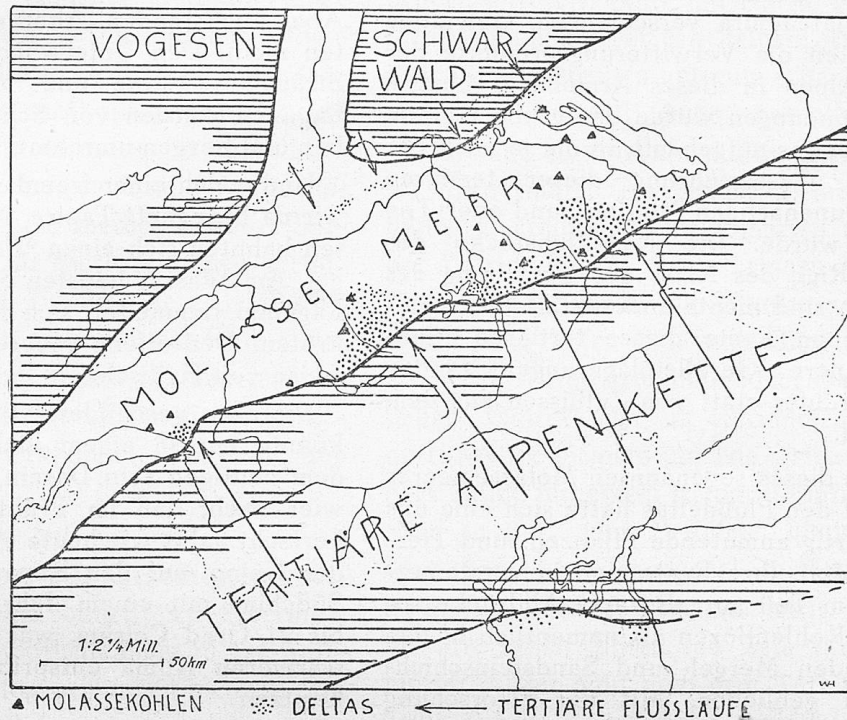 VOGESEN
SCHWARZ
WALD
MOLASSE MEER
TERTIÄRE ALPENKETTE
1:2¼ Mill.
50km
MOLASSEKOHLEN DELTAS TERTIÄRE FLUSSLÄUFE